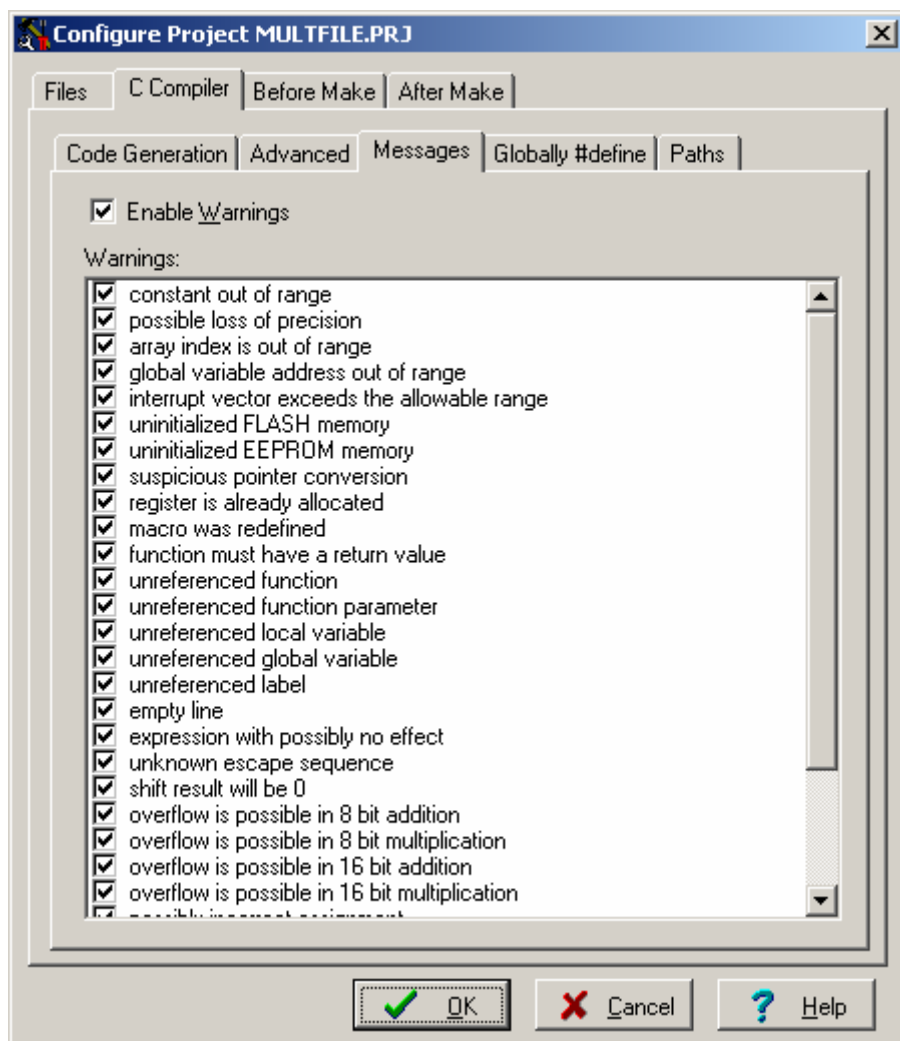 Configure Project MULTFILE.PRJ
Files C Compiler Before Make After Make
Code Generation Advanced Messages Globally #define Paths
Enable Warnings
Warnings:
constant out of range
possible loss of precision
array index is out of range
global variable address out of range
interrupt vector exceeds the allowable range
uninitialized FLASH memory
uninitialized EEPROM memory
suspicious pointer conversion
register is already allocated
macro was redefined
function must have a return value
unreferenced function
unreferenced function parameter
unreferenced local variable
unreferenced global variable
unreferenced label
empty line
expression with possibly no effect
unknown escape sequence
shift result will be 0
overflow is possible in 8 bit addition
overflow is possible in 8 bit multiplication
overflow is possible in 16 bit addition
overflow is possible in 16 bit multiplication
possibly incorrect assignment
OK Cancel Help